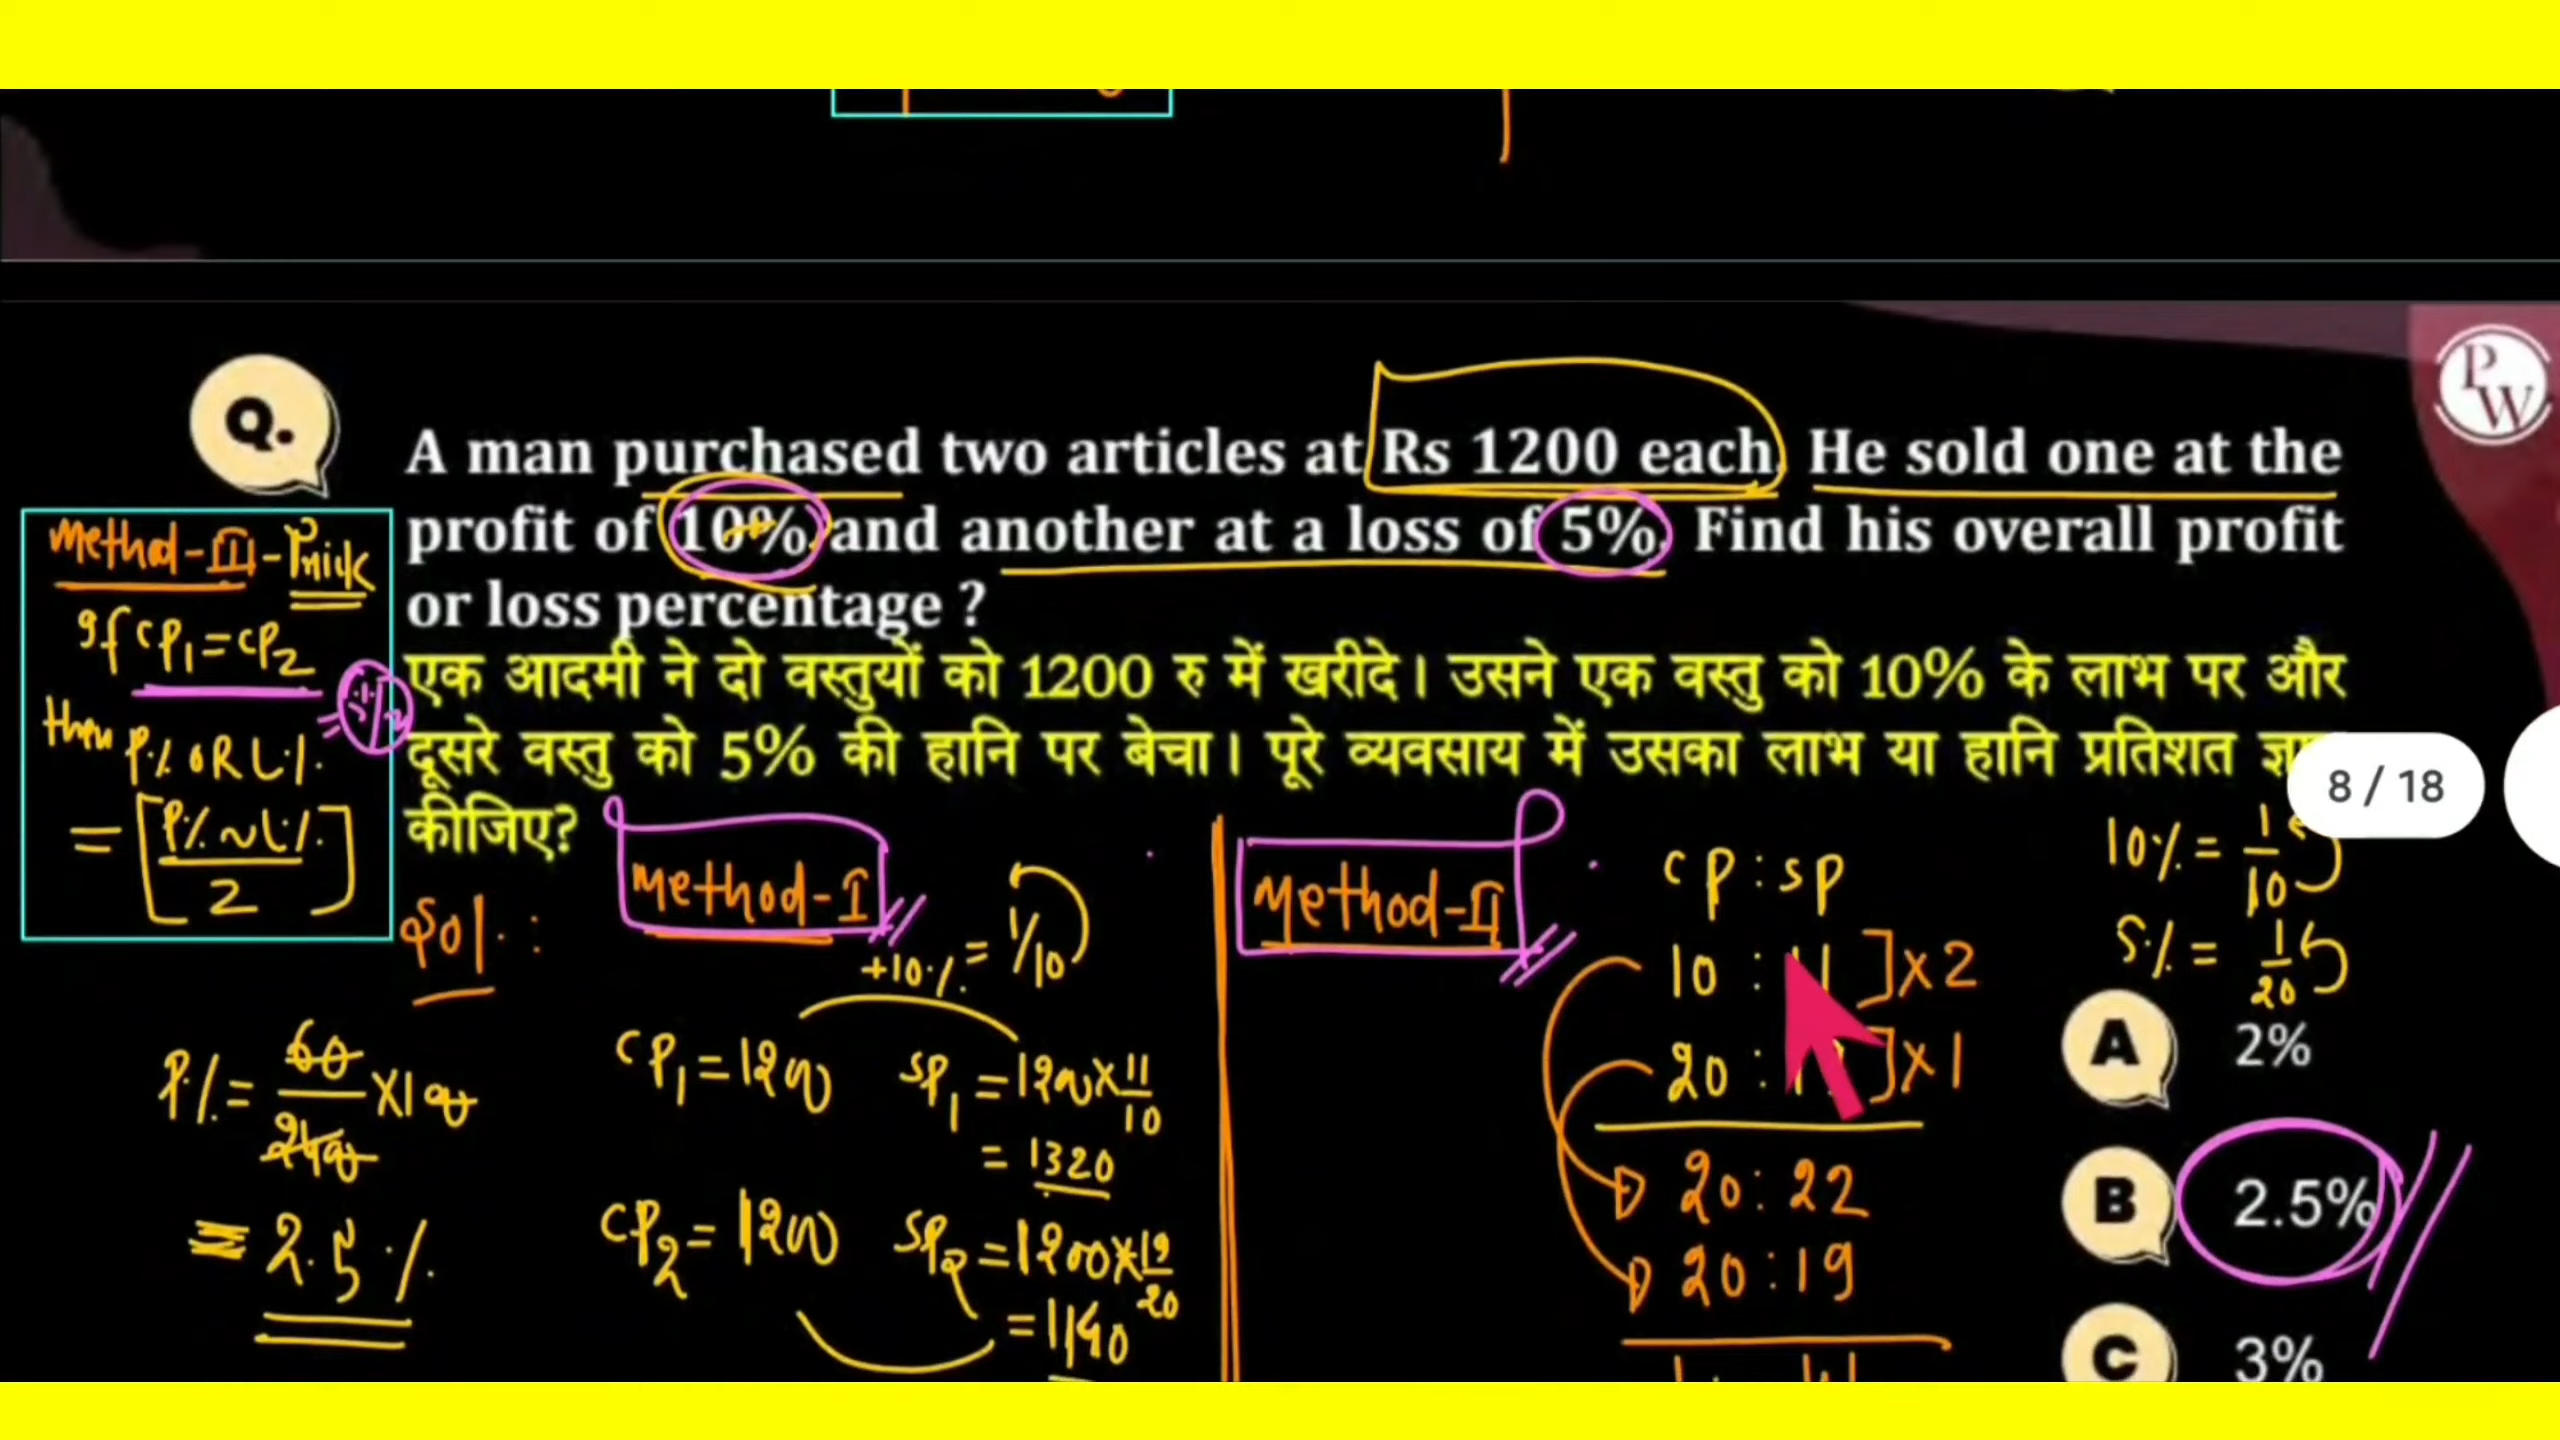 Q.
A man purchased two articles at Rs 1200 each. He sold one at the
profit of 10% and another at a loss of 5%. Find his overall profit
or loss percentage ?
एक आदमी ने दो वस्तुयों को 1200 रु में खरीदे। उसने एक वस्तु को 10% के लाभ पर और
दूसरे वस्तु को 5% की हानि पर बेचा। पूरे व्यवसाय में उसका लाभ या हानि प्रतिशत
कीजिए?
PW
8 / 18
Method-III-Trick
If CP₁=CP₂
then P% OR L%
= [P%~L%/2]
Sol. :
P% = 60/2400 X100
= 2.5 %
Method-I
+10% = 1/10
CP₁=1200 SP₁=1200×11/10
= 1320
CP₂=1200 SP₂=1200×19/20
=1140
Method-II
CP:SP
10 : 11]×2
20 : ]×1
20:22
20:19
10% = 1/10
5% = 1/20
A 2%
B 2.5%
C 3%